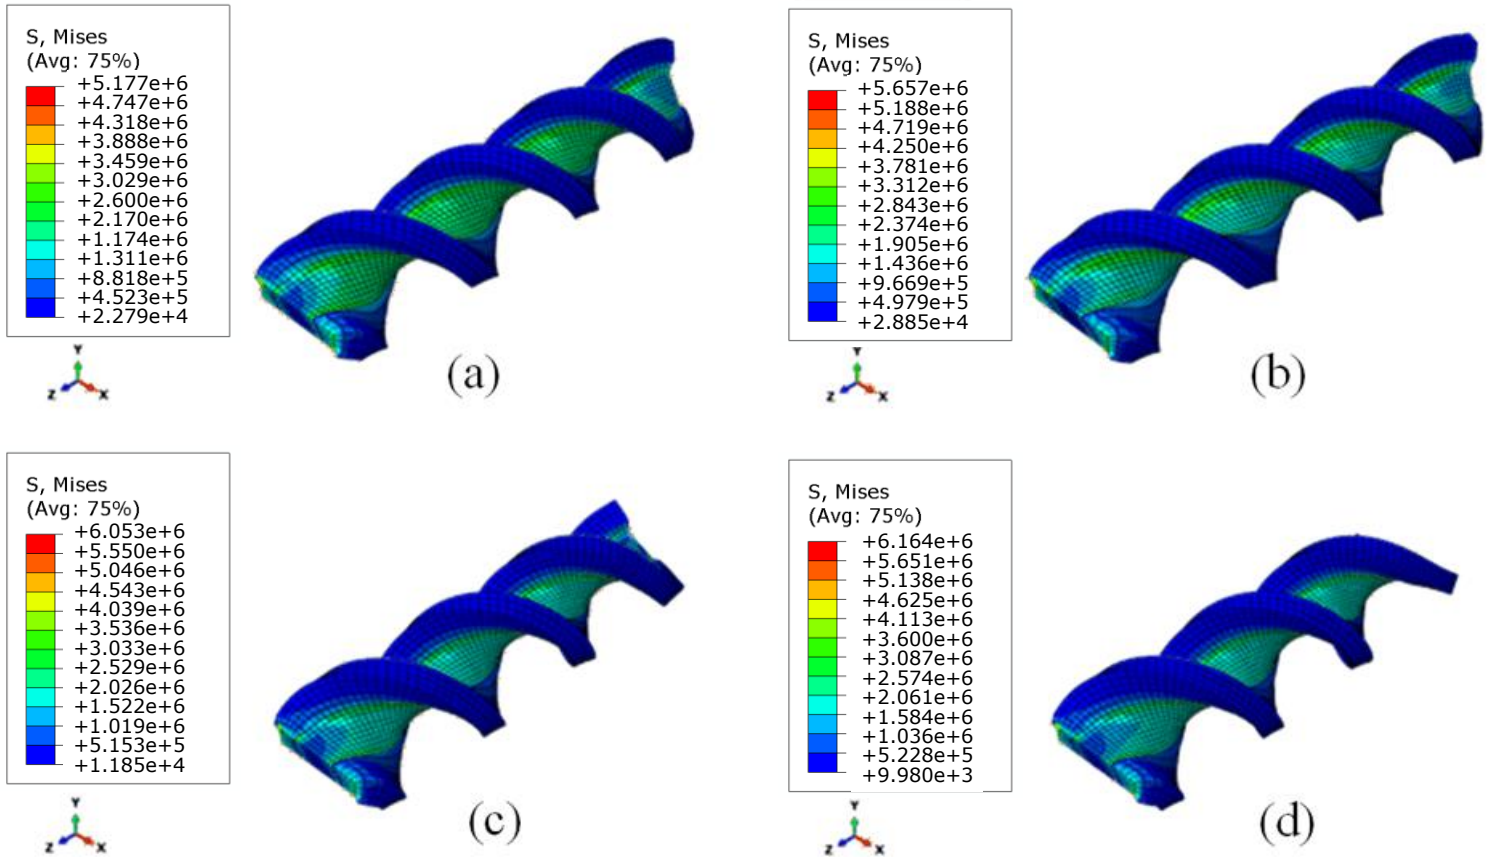 S, Mises
(Avg: 75%)
+5.177e+6
+4.747e+6
+4.318e+6
+3.888e+6
+3.459e+6
+3.029e+6
+2.600e+6
+2.170e+6
+1.174e+6
+1.311e+6
+8.818e+5
+4.523e+5
+2.279e+4
Y
Z
X
(a)
S, Mises
(Avg: 75%)
+5.657e+6
+5.188e+6
+4.719e+6
+4.250e+6
+3.781e+6
+3.312e+6
+2.843e+6
+2.374e+6
+1.905e+6
+1.436e+6
+9.669e+5
+4.979e+5
+2.885e+4
Y
Z
X
(b)
S, Mises
(Avg: 75%)
+6.053e+6
+5.550e+6
+5.046e+6
+4.543e+6
+4.039e+6
+3.536e+6
+3.033e+6
+2.529e+6
+2.026e+6
+1.522e+6
+1.019e+6
+5.153e+5
+1.185e+4
Y
Z
X
(c)
S, Mises
(Avg: 75%)
+6.164e+6
+5.651e+6
+5.138e+6
+4.625e+6
+4.113e+6
+3.600e+6
+3.087e+6
+2.574e+6
+2.061e+6
+1.584e+6
+1.036e+6
+5.228e+5
+9.980e+3
Y
Z
X
(d)